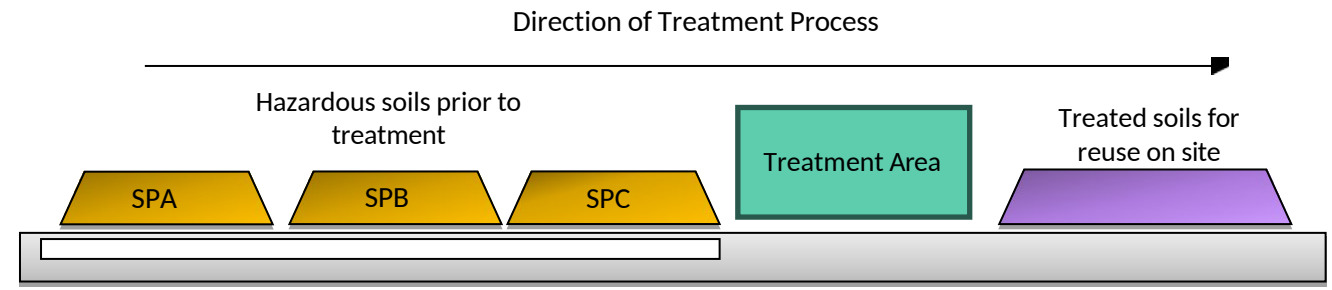 Direction of Treatment Process
Hazardous soils prior to
treatment
Treated soils for
reuse on site
Treatment Area
SPA
SPB
SPC